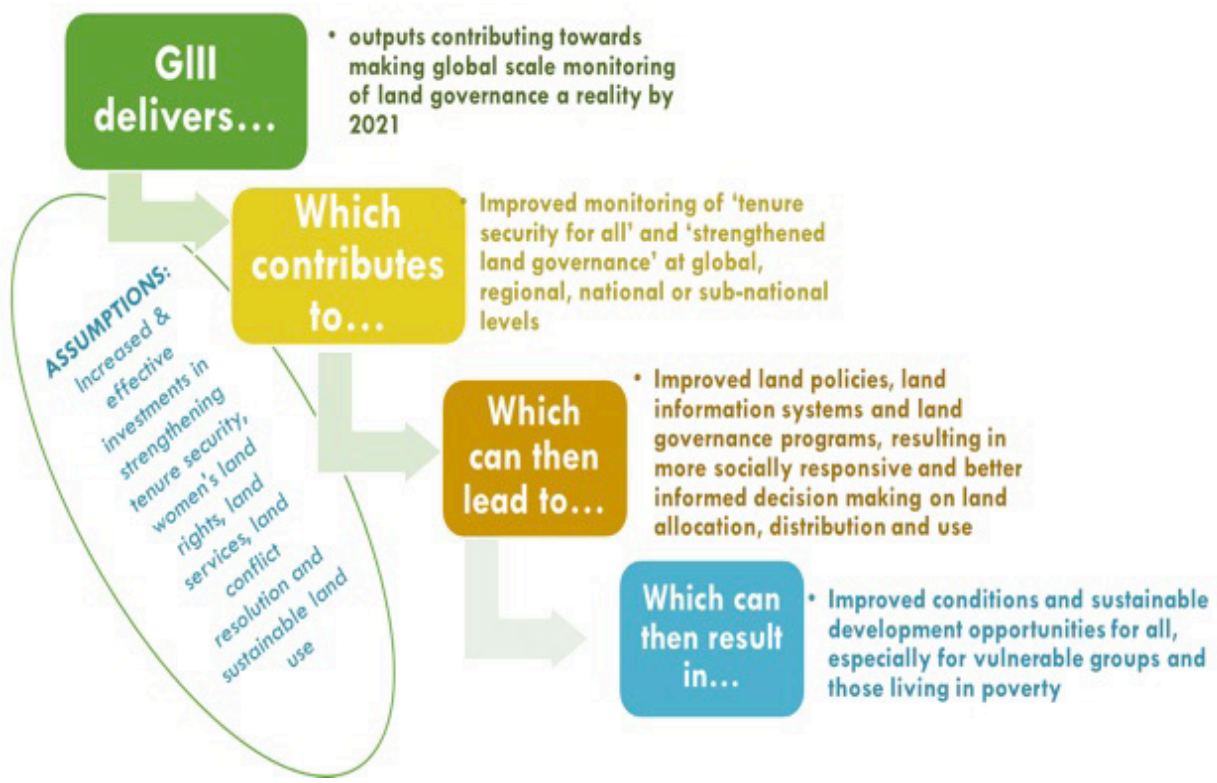 GIII
delivers...
• outputs contributing towards
making global scale monitoring
of land governance a reality by
2021
Which
contributes
to...
• Improved monitoring of ‘tenure
security for all’ and ‘strengthened
land governance’ at global,
regional, national or sub-national
levels
ASSUMPTIONS:
Increased &
effective
investments in
strengthening
tenure security,
women's land
rights, land
services, land
conflict
resolution and
sustainable land
use
Which
can then
lead to...
• Improved land policies, land
information systems and land
governance programs, resulting in
more socially responsive and better
informed decision making on land
allocation, distribution and use
Which can
then result
in...
• Improved conditions and sustainable
development opportunities for all,
especially for vulnerable groups and
those living in poverty